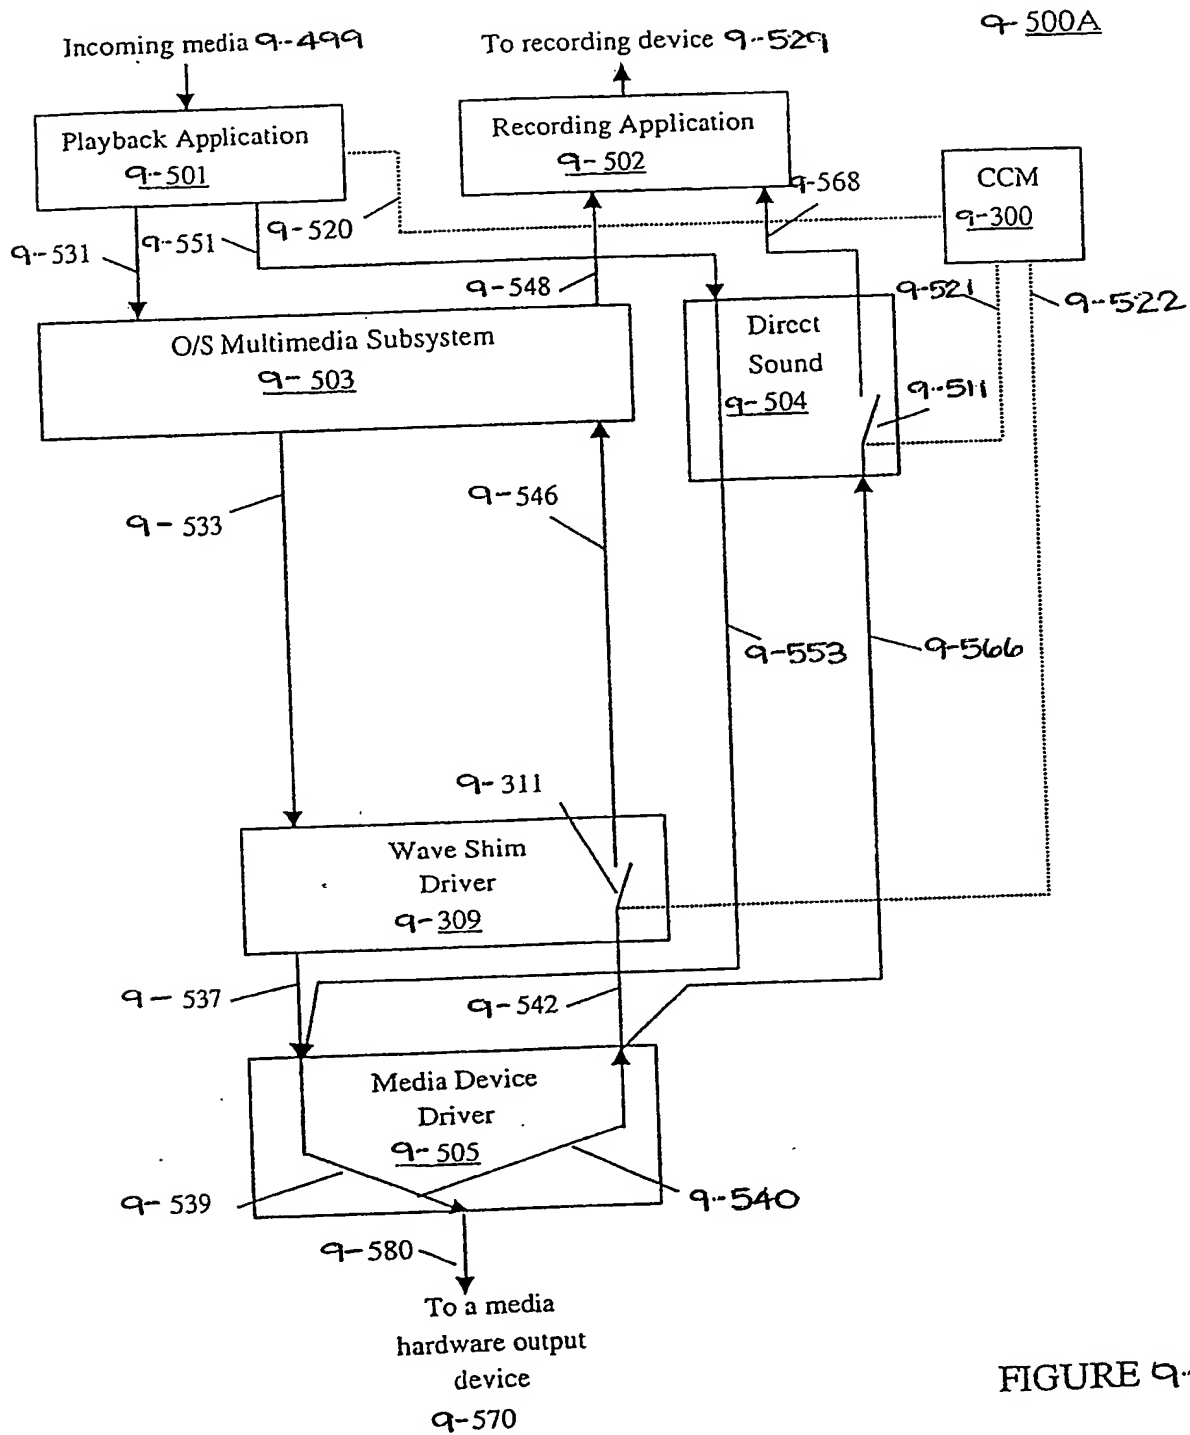 9-500A
Incoming media 9-499
To recording device 9-529
Playback Application
9-501
Recording Application
9-502
CCM
9-300
9-568
9-531
9-551
9-520
9-548
9-521
9-522
O/S Multimedia Subsystem
9-503
Direct
Sound
9-504
9-511
9-533
9-546
9-553
9-566
9-311
Wave Shim
Driver
9-309
9-537
9-542
Media Device
Driver
9-505
9-539
9-540
9-580
To a media
hardware output
device
9-570
FIGURE 9-